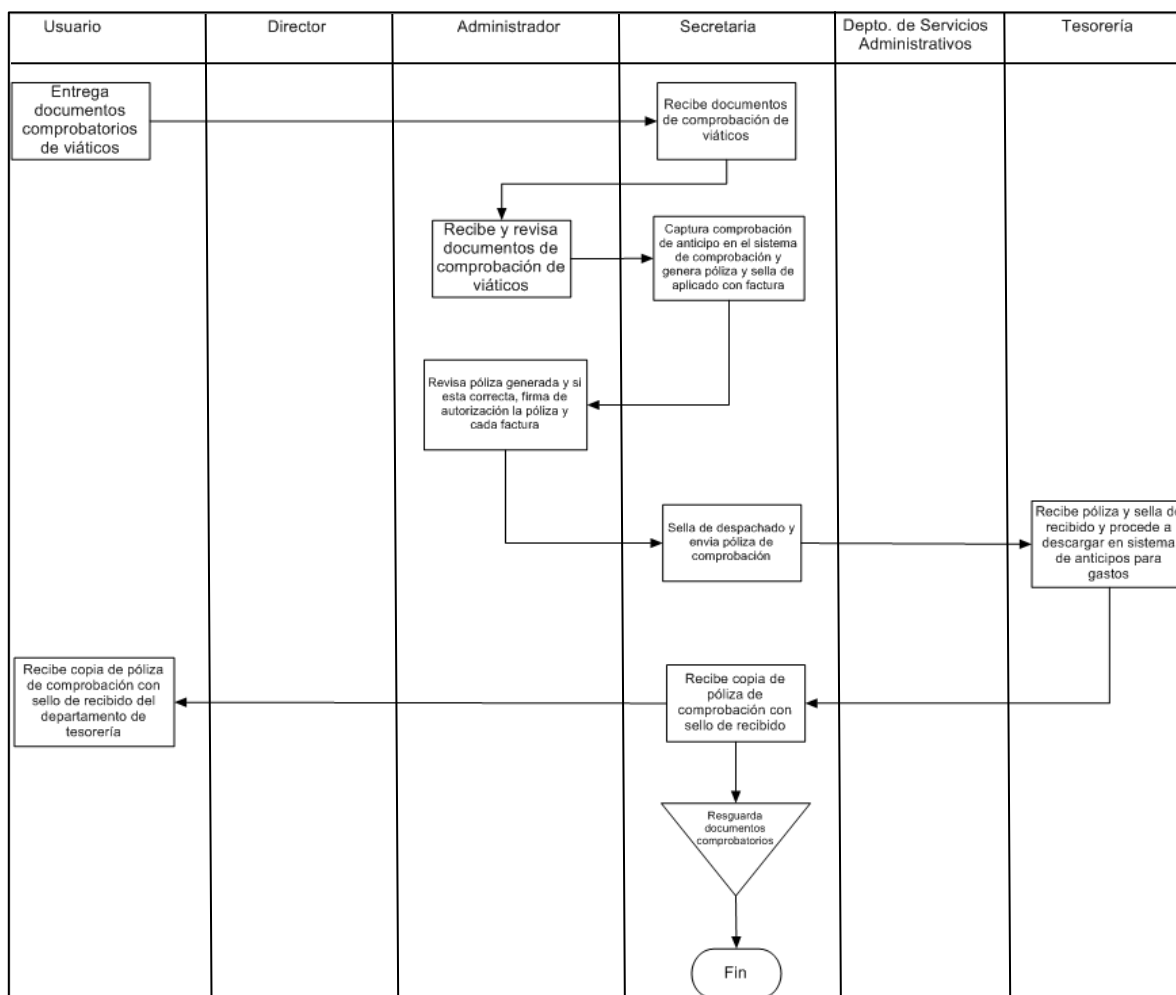 Usuario
Director
Administrador
Secretaria
Depto. de Servicios
Administrativos
Tesorería
Entrega
documentos
comprobatorios
de viáticos
Recibe documentos
de comprobación de
viáticos
Recibe y revisa
documentos de
comprobación de
viáticos
Captura comprobación
de anticipo en el sistema
de comprobación y
genera póliza y sella de
aplicado con factura
Revisa póliza generada y si
esta correcta, firma de
autorización la póliza y
cada factura
Sella de despachado y
envia póliza de
comprobación
Recibe póliza y sella de
recibido y procede a
descargar en sistema
de anticipos para
gastos
Recibe copia de póliza
de comprobación con
sello de recibido del
departamento de
tesorería
Recibe copia de
póliza de
comprobación con
sello de recibido
Resguarda
documentos
comprobatorios
Fin